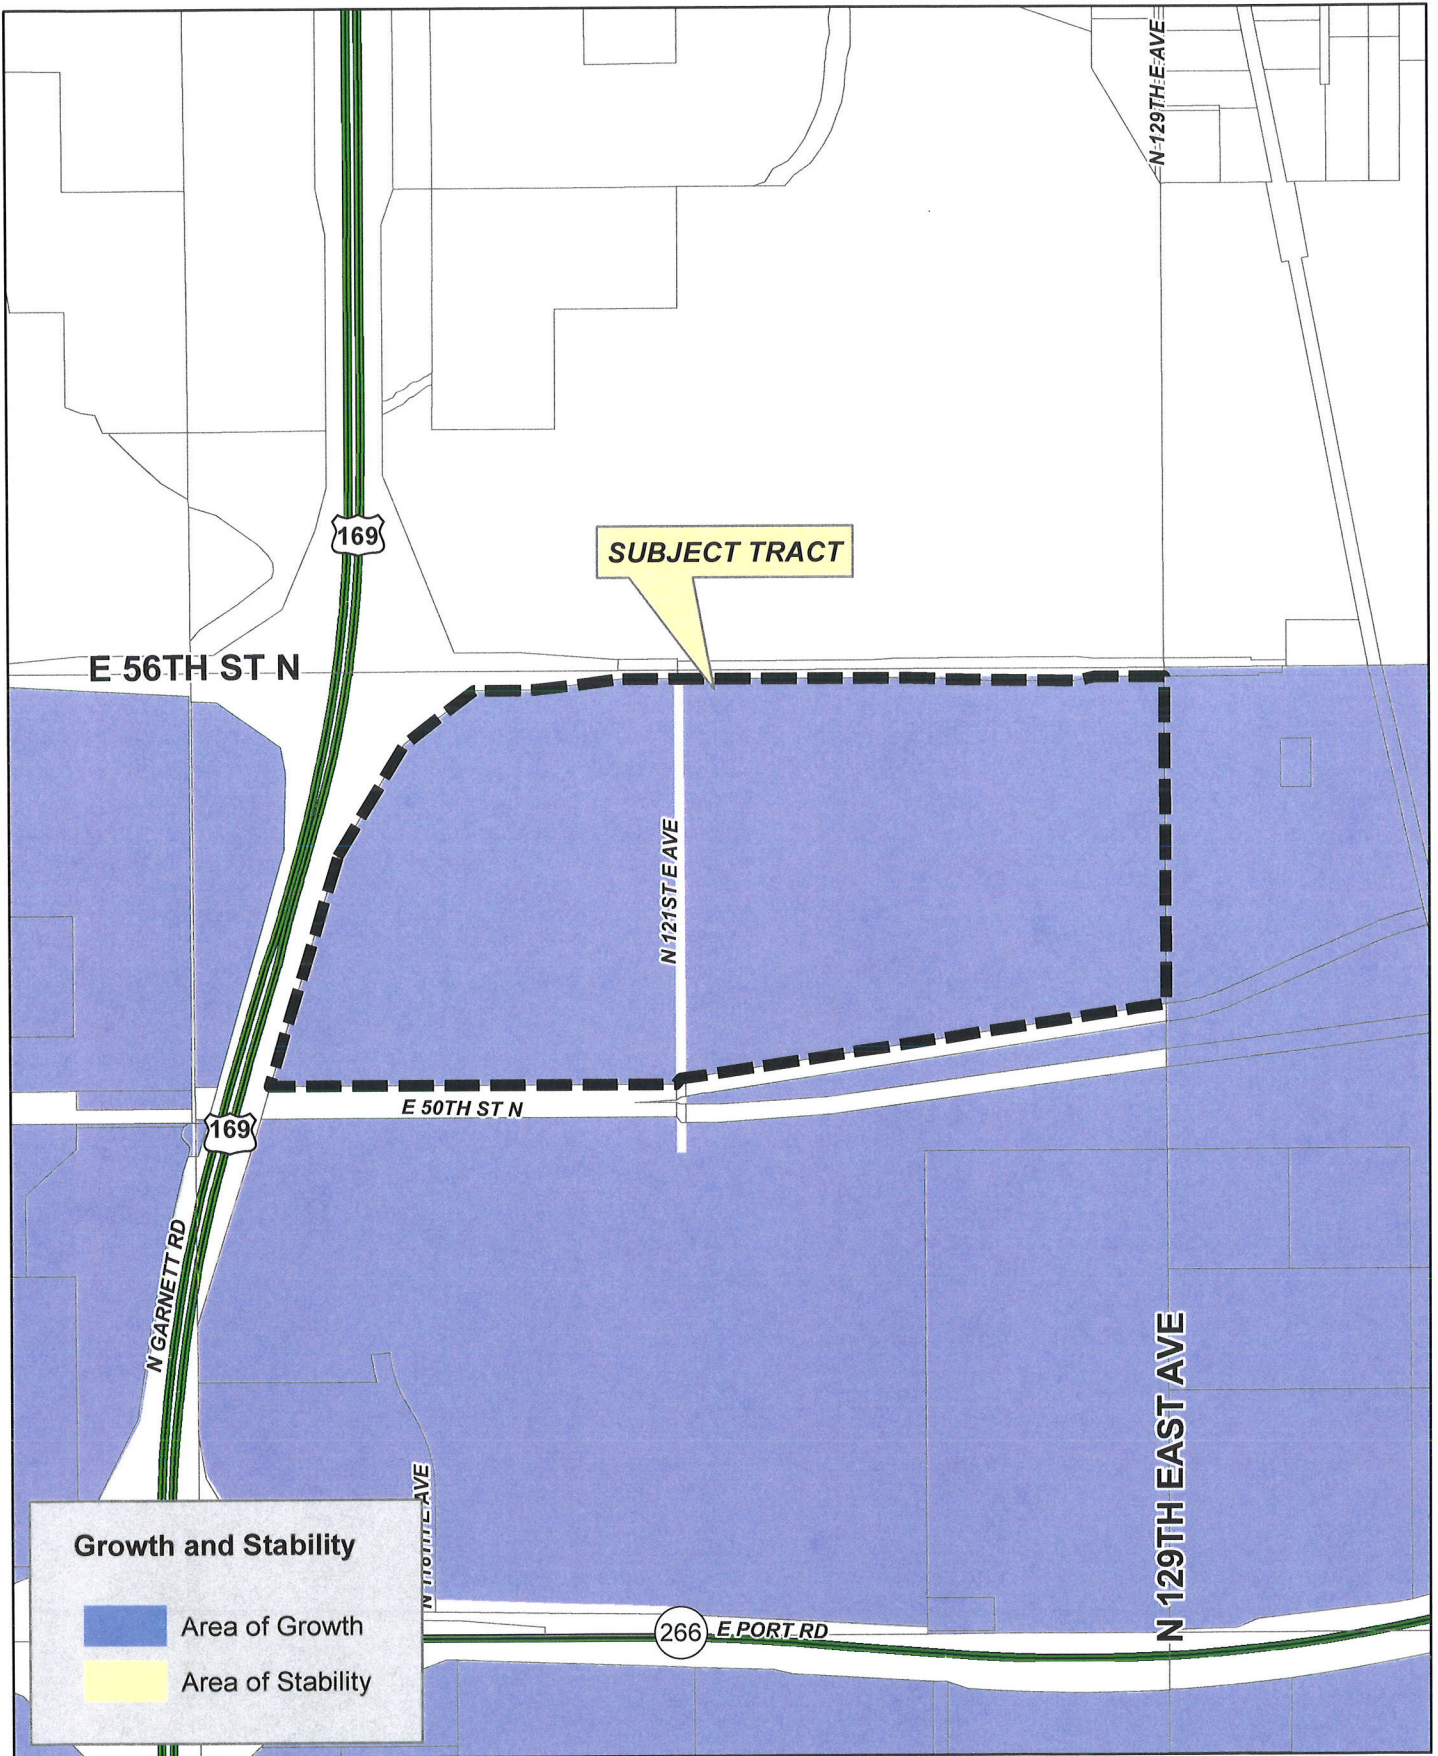 N 129TH E AVE
169
SUBJECT TRACT
E 56TH ST N
N 121ST E AVE
E 50TH ST N
169
N GARNETT RD
N 129TH EAST AVE
AVE
Growth and Stability
Area of Growth
Area of Stability
266
E PORT RD